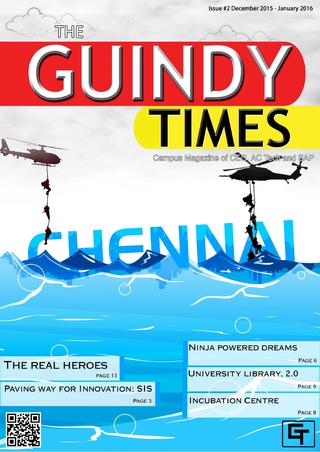 Issue #2 December 2015 - January 2016
THE
GUINDY
TIMES
Campus Magazine of CEG, AC Tech and SAP
CHENNAI
THE REAL HEROES
PAGE 13
PAVING WAY FOR INNOVATION: SIS
PAGE 3
NINJA POWERED DREAMS
PAGE 6
UNIVERSITY LIBRARY, 2.0
PAGE 9
INCUBATION CENTRE
PAGE 8
GT